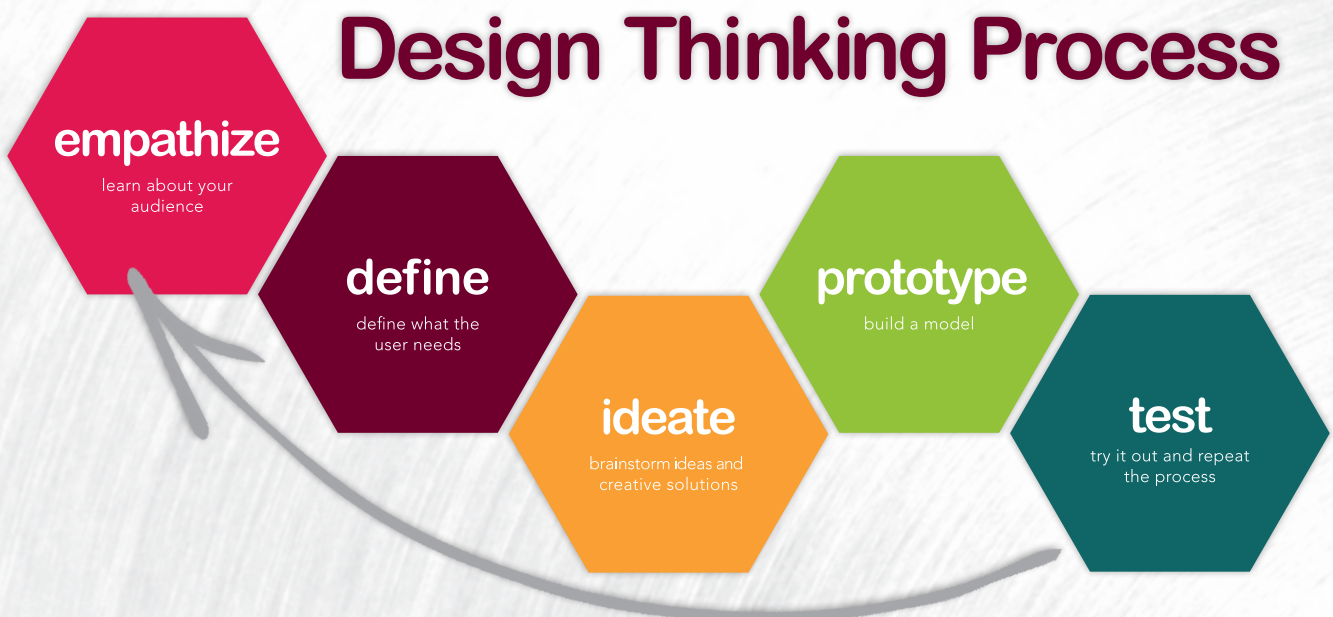 Design Thinking Process
empathize
learn about your
audience
define
define what the
user needs
ideate
brainstorm ideas and
creative solutions
prototype
build a model
test
try it out and repeat
the process